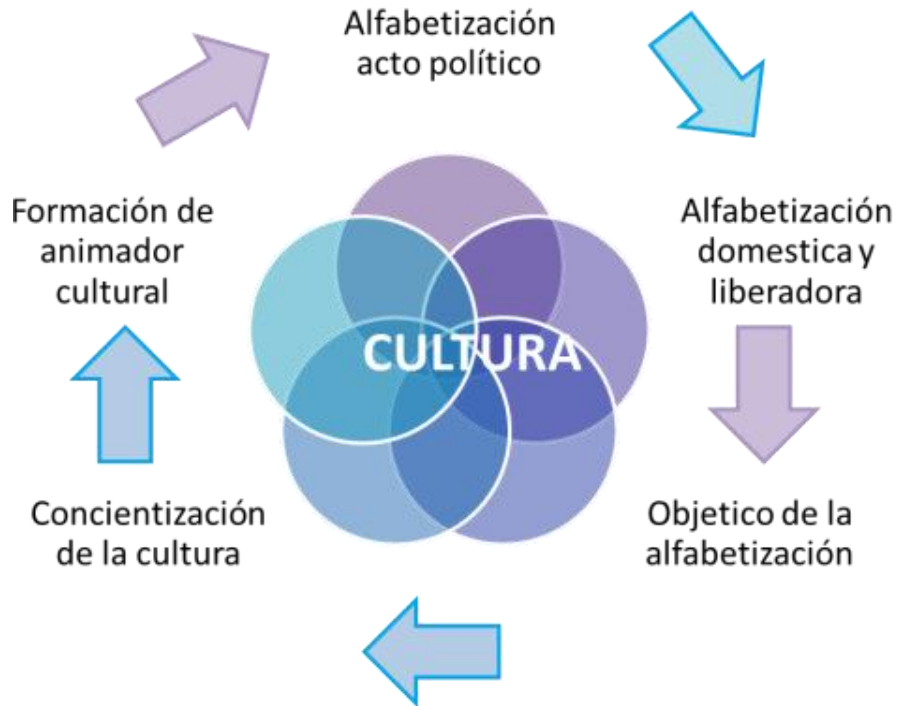 Alfabetización
acto político
Alfabetización
domestica y
liberadora
Objetico de la
alfabetización
Concientización
de la cultura
Formación de
animador
cultural
CULTURA